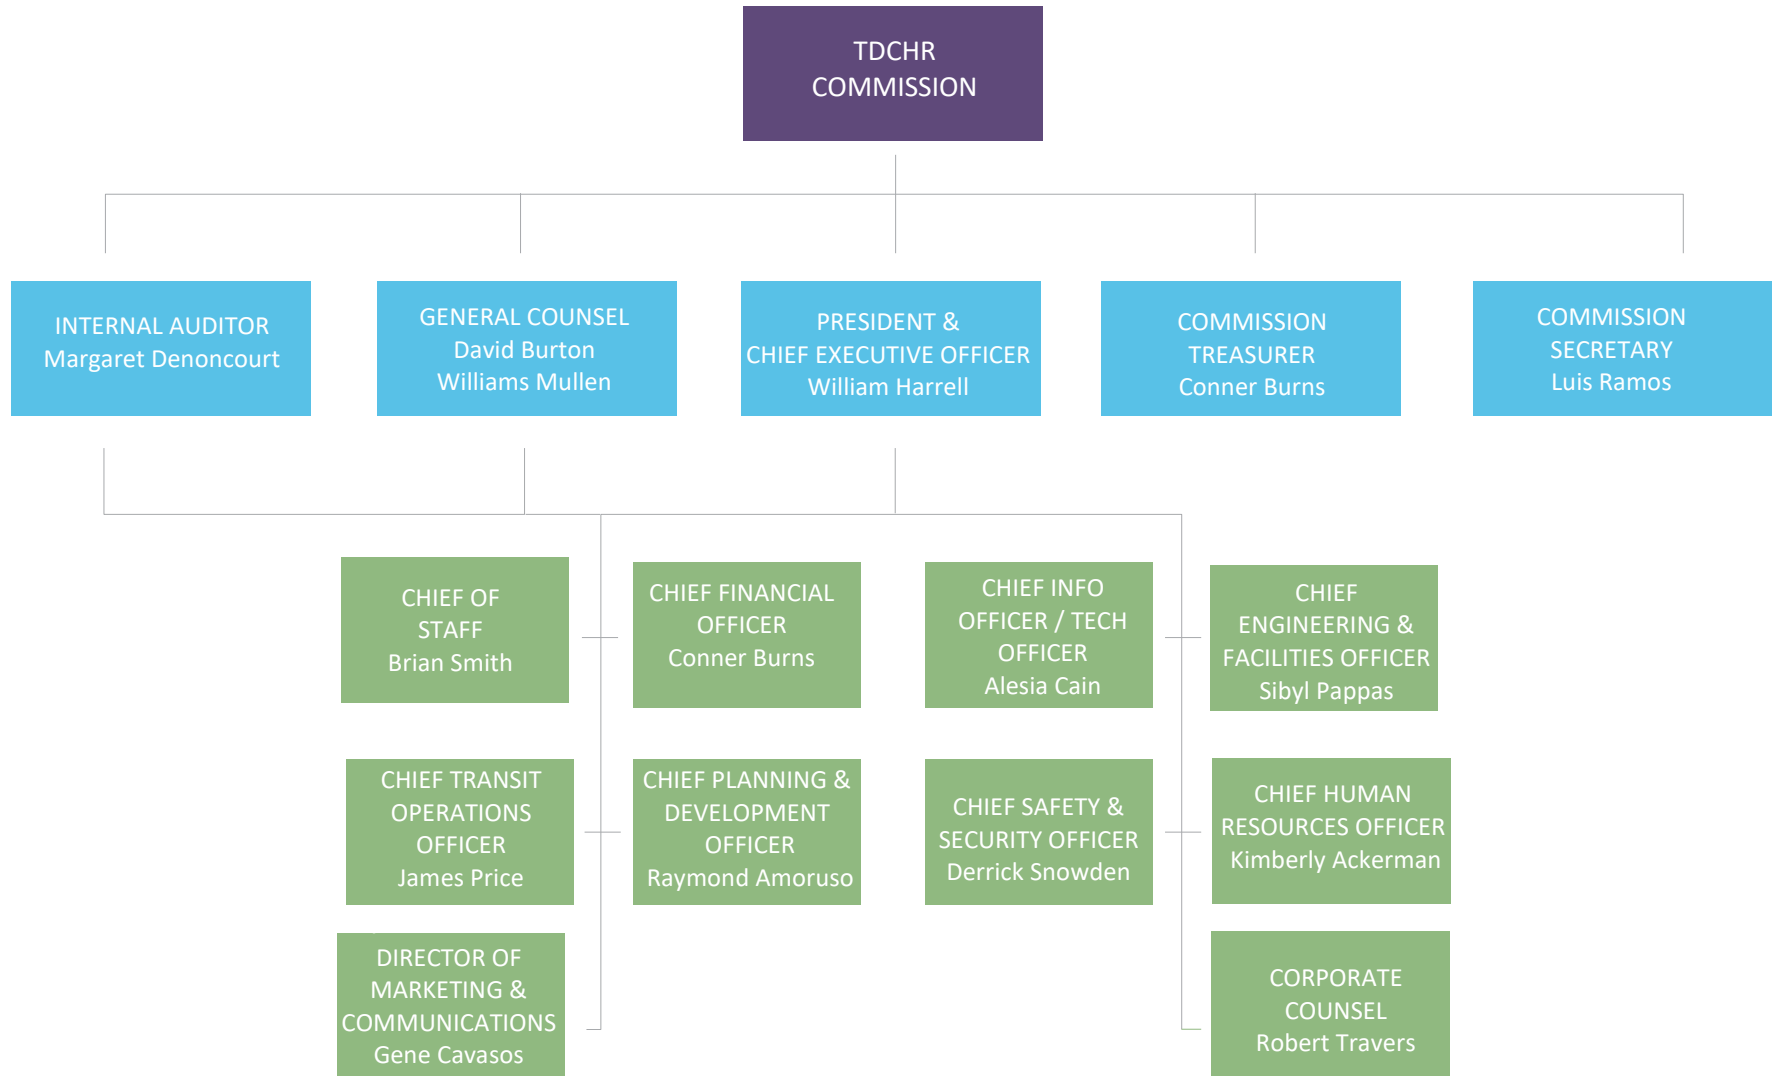 TDCHR
COMMISSION
INTERNAL AUDITOR
Margaret Denoncourt
GENERAL COUNSEL
David Burton
Williams Mullen
PRESIDENT &
CHIEF EXECUTIVE OFFICER
William Harrell
COMMISSION
TREASURER
Conner Burns
COMMISSION
SECRETARY
Luis Ramos
CHIEF OF
STAFF
Brian Smith
CHIEF FINANCIAL
OFFICER
Conner Burns
CHIEF INFO
OFFICER / TECH
OFFICER
Alesia Cain
CHIEF
ENGINEERING &
FACILITIES OFFICER
Sibyl Pappas
CHIEF TRANSIT
OPERATIONS
OFFICER
James Price
CHIEF PLANNING &
DEVELOPMENT
OFFICER
Raymond Amoruso
CHIEF SAFETY &
SECURITY OFFICER
Derrick Snowden
CHIEF HUMAN
RESOURCES OFFICER
Kimberly Ackerman
DIRECTOR OF
MARKETING &
COMMUNICATIONS
Gene Cavasos
CORPORATE
COUNSEL
Robert Travers